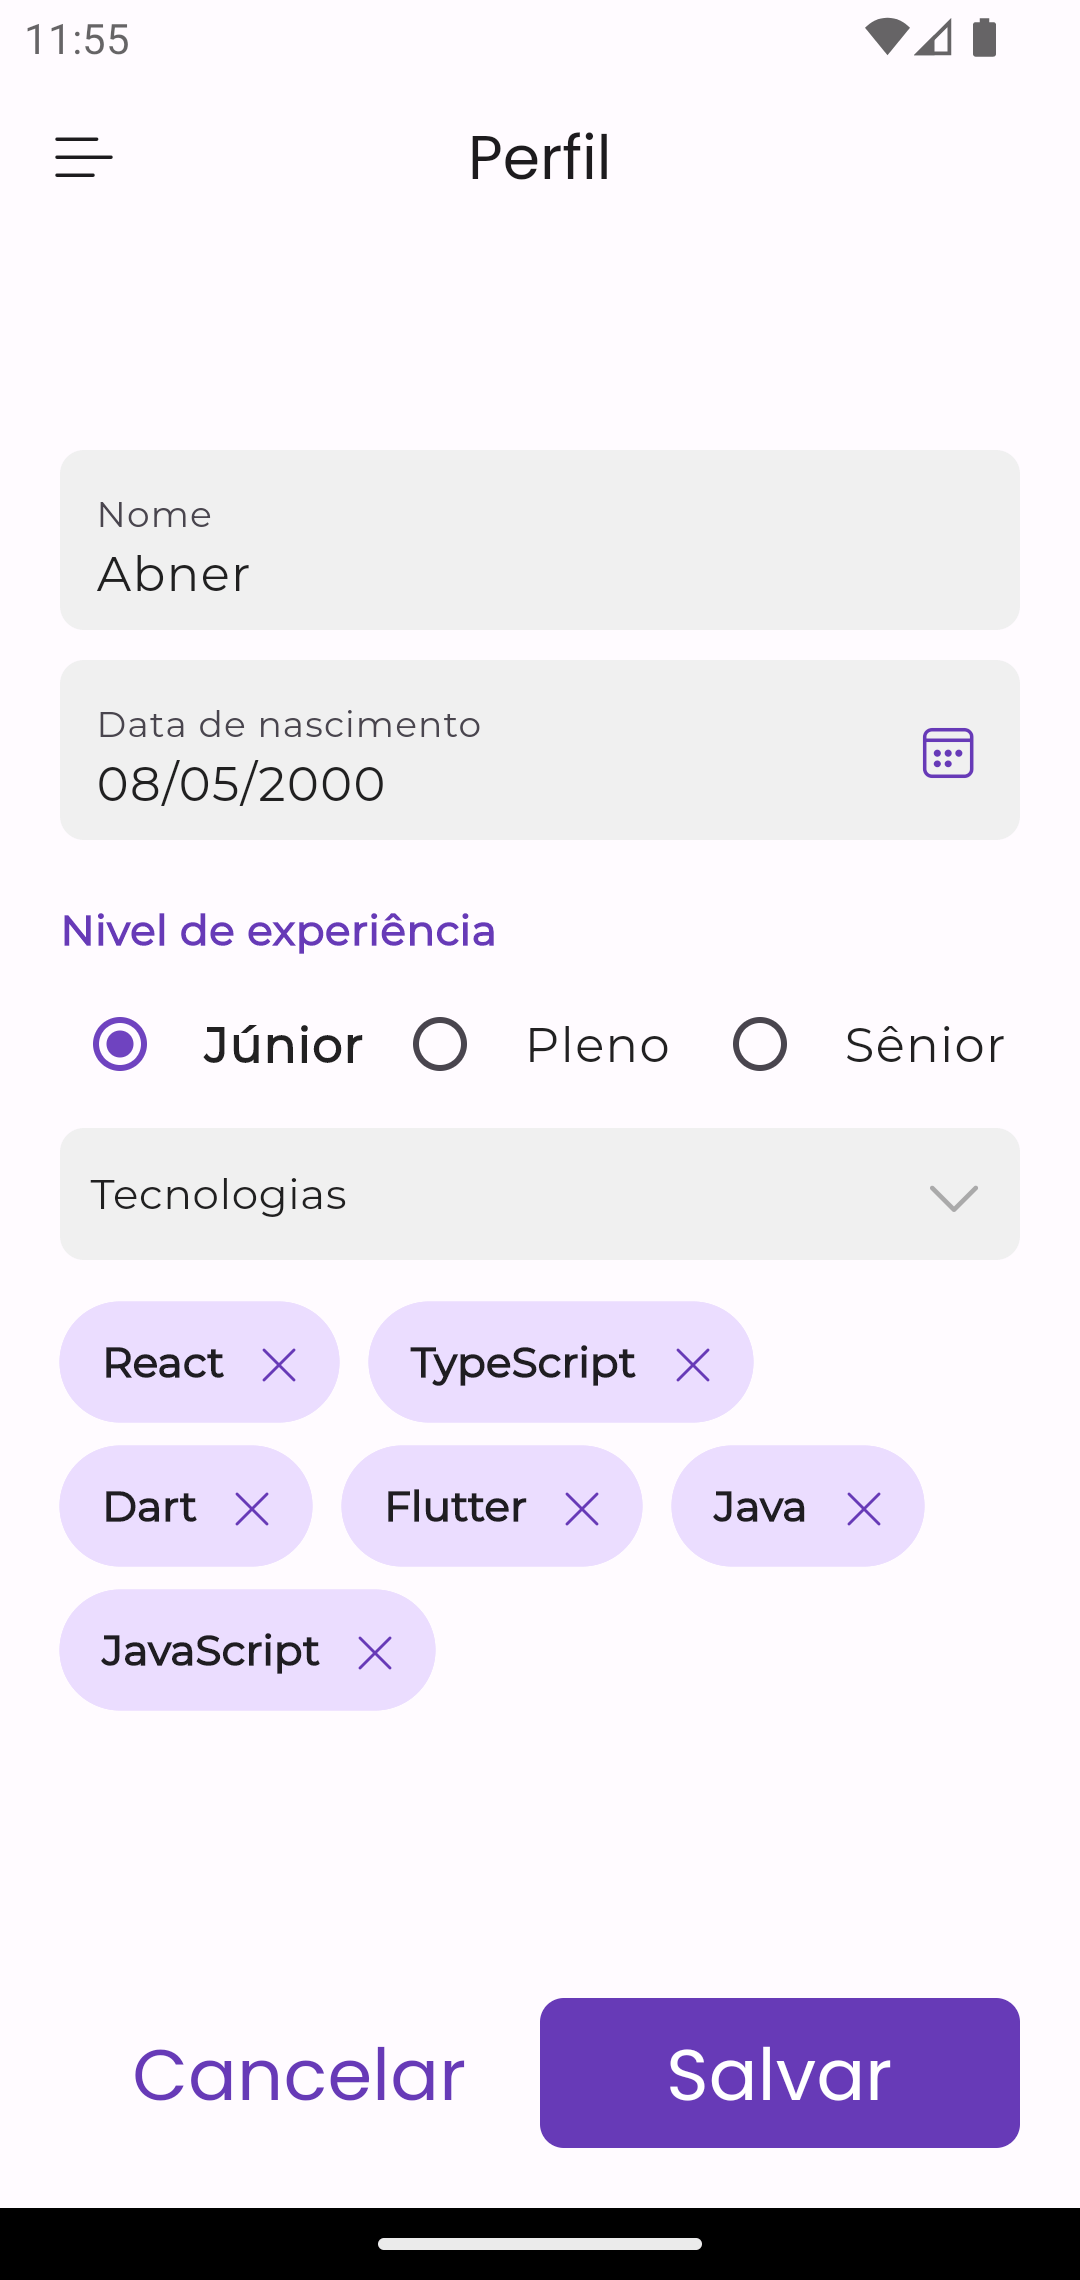 11:55
Perfil
Nome
Abner
Data de nascimento
08/05/2000
Nivel de experiência
Júnior Pleno Sênior
Tecnologias
React TypeScript
Dart Flutter Java
JavaScript
Cancelar Salvar